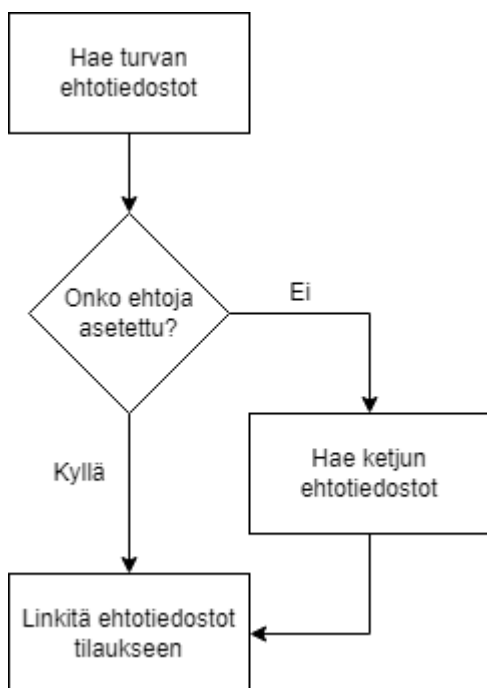 Hae turvan
ehtotiedostot
Onko ehtoja
asetettu?
Ei
Kyllä
Hae ketjun
ehtotiedostot
Linkitä ehtotiedostot
tilaukseen